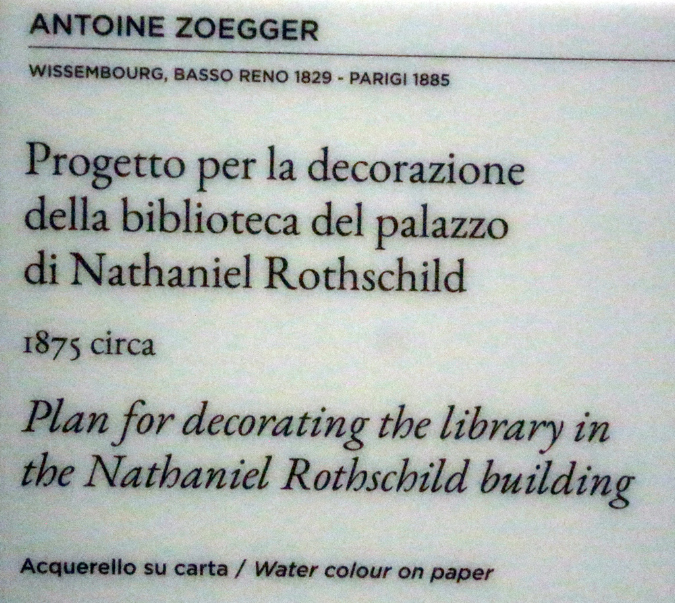 ANTOINE ZOEGGER
WISSEMBOURG, BASSO RENO 1829 - PARIGI 1885
Progetto per la decorazione
della biblioteca del palazzo
di Nathaniel Rothschild
1875 circa
Plan for decorating the library in
the Nathaniel Rothschild building
Acquerello su carta / Water colour on paper